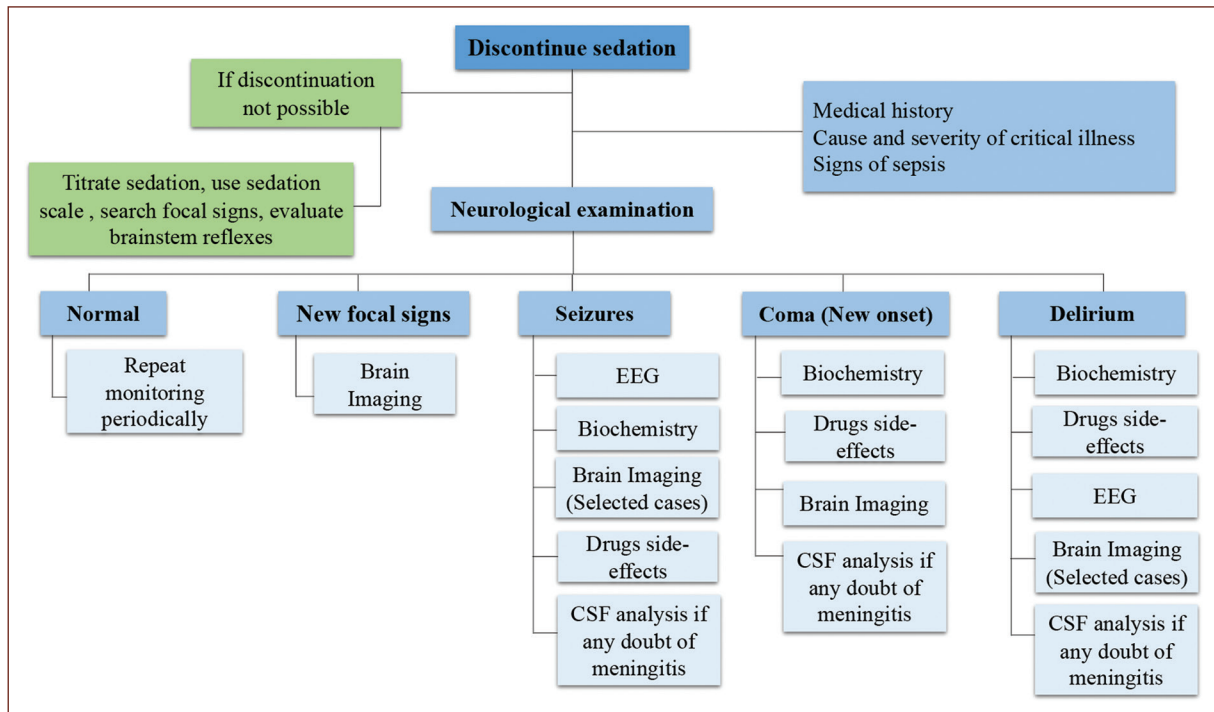 Discontinue sedation
If discontinuation
not possible
Medical history
Cause and severity of critical illness
Signs of sepsis
Titrate sedation, use sedation
scale , search focal signs, evaluate
brainstem reflexes
Neurological examination
Normal
Repeat
monitoring
periodically
New focal signs
Brain
Imaging
Seizures
EEG
Biochemistry
Brain Imaging
(Selected cases)
Drugs side-
effects
CSF analysis if
any doubt of
meningitis
Coma (New onset)
Biochemistry
Drugs side-
effects
Brain Imaging
CSF analysis if
any doubt of
meningitis
Delirium
Biochemistry
Drugs side-
effects
EEG
Brain Imaging
(Selected cases)
CSF analysis if
any doubt of
meningitis